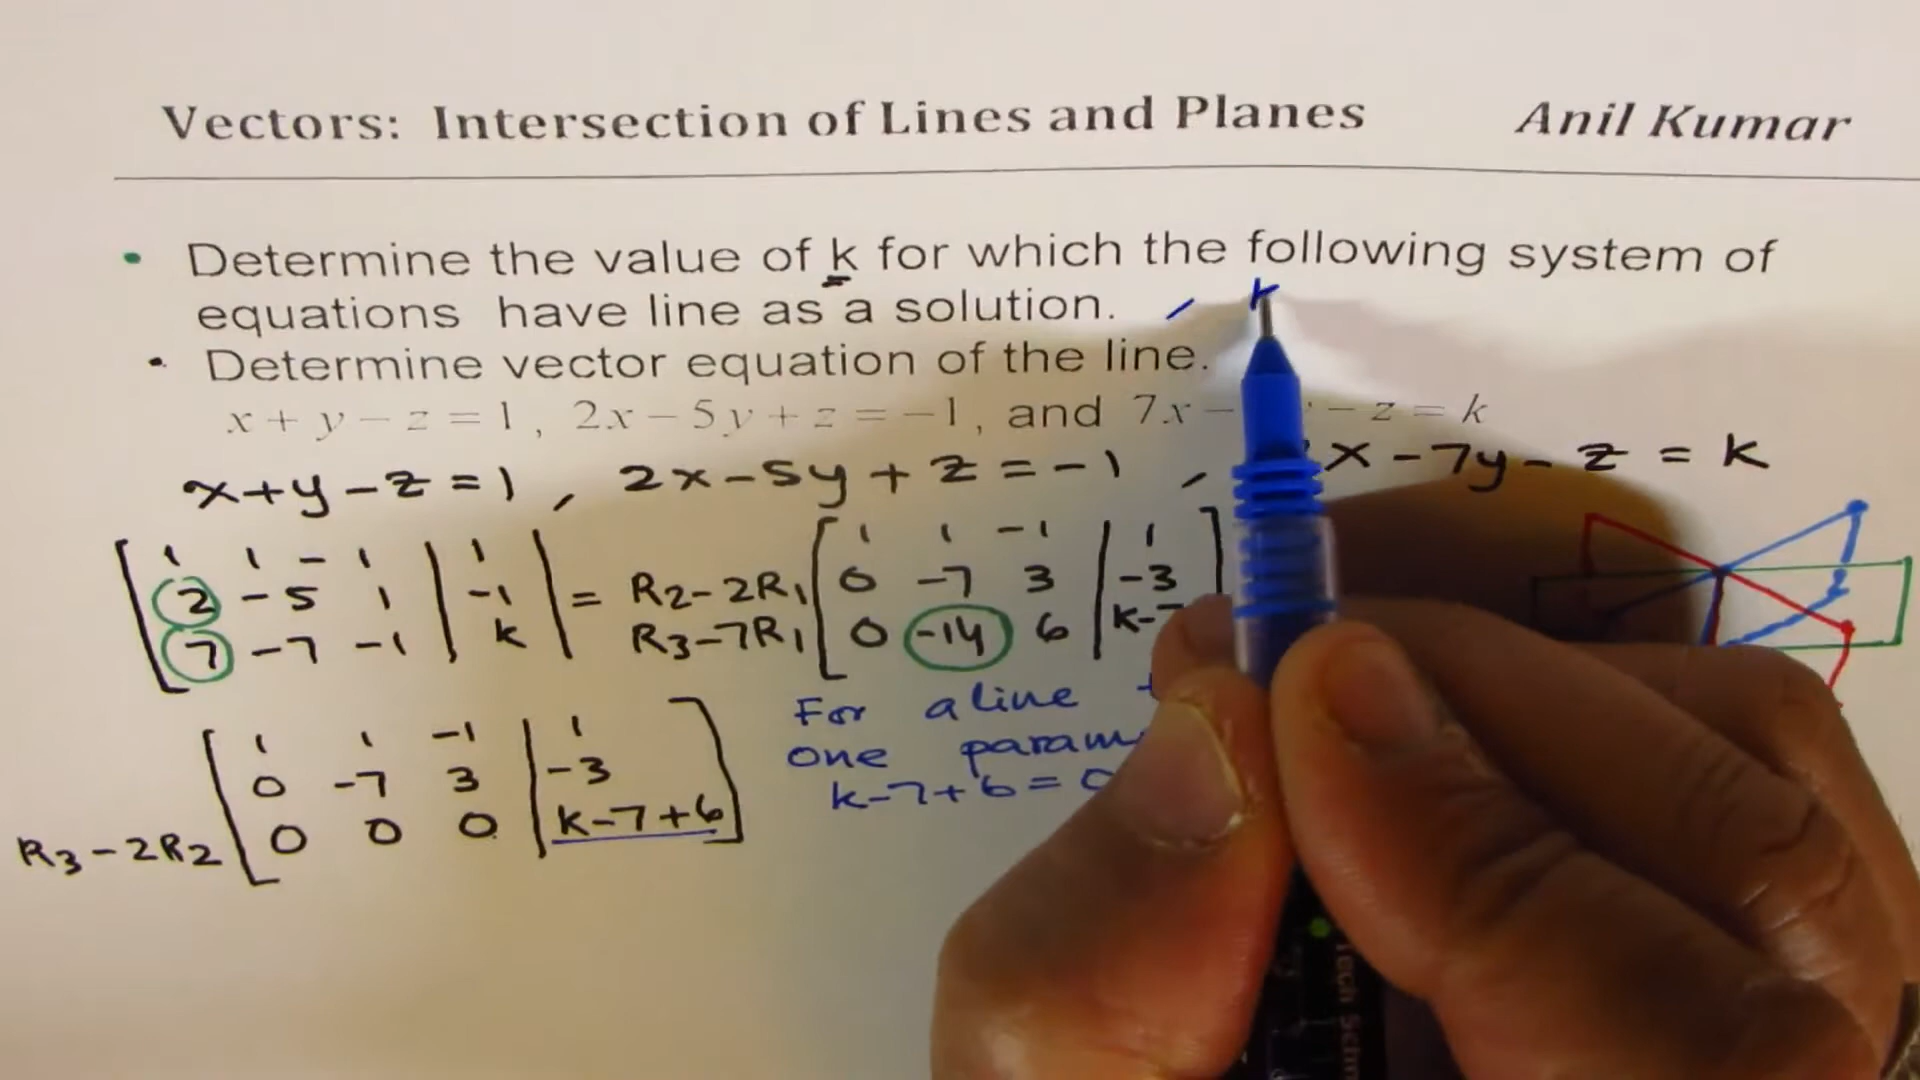 Vectors: Intersection of Lines and Planes Anil Kumar
• Determine the value of k for which the following system of
equations have line as a solution.
• Determine vector equation of the line.
x + y − z = 1, 2x − 5y + z = −1, and 7x − − z = k
x+y-z=1, 2x-5y+z=-1, x-7y-z=k
1 1 -1 | 1
2 -5 1 | -1
7 -7 -1 | k
=
1 1 -1 | 1
R2-2R1 0 -7 3 | -3
R3-7R1 0 -14 6 | k-7
For a line
one
k-7+6=0
1 1 -1 | 1
0 -7 3 | -3
R3-2R2 0 0 0 | k-7+6